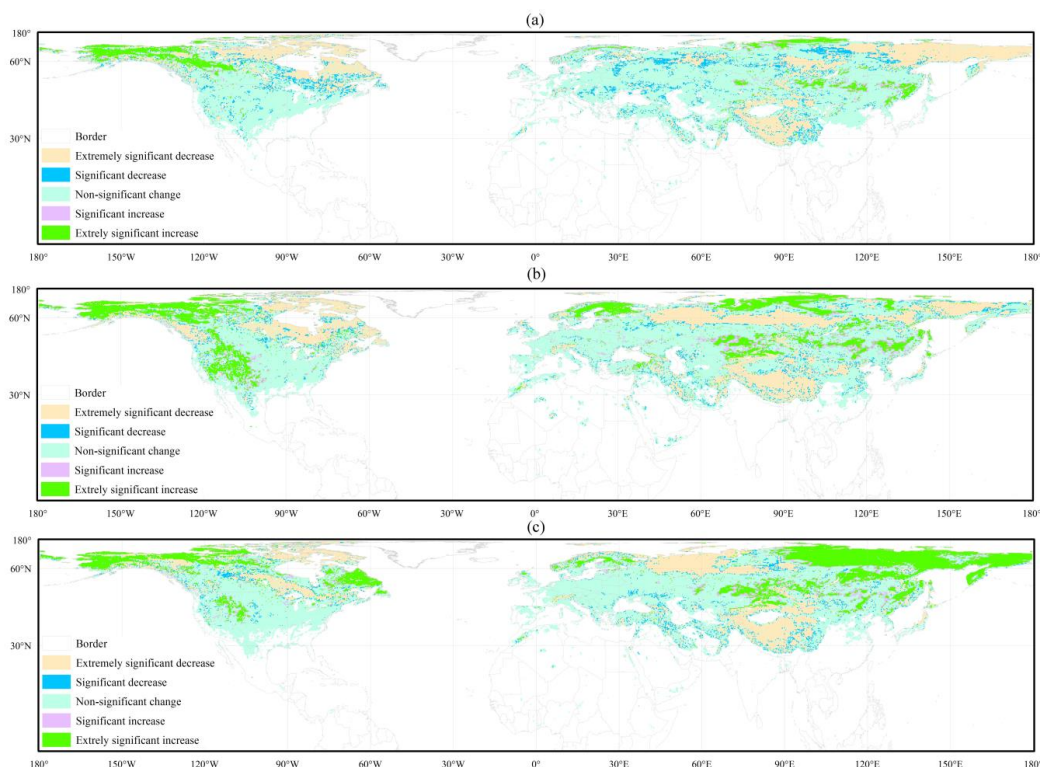 (a)
180°
60°N
30°N
Border
Extremely significant decrease
Significant decrease
Non-significant change
Significant increase
Extrely significant increase
180° 150°W 120°W 90°W 60°W 30°W 0° 30°E 60°E 90°E 120°E 150°E 180°
(b)
180°
60°N
30°N
Border
Extremely significant decrease
Significant decrease
Non-significant change
Significant increase
Extrely significant increase
180° 150°W 120°W 90°W 60°W 30°W 0° 30°E 60°E 90°E 120°E 150°E 180°
(c)
180°
60°N
30°N
Border
Extremely significant decrease
Significant decrease
Non-significant change
Significant increase
Extrely significant increase
180° 150°W 120°W 90°W 60°W 30°W 0° 30°E 60°E 90°E 120°E 150°E 180°